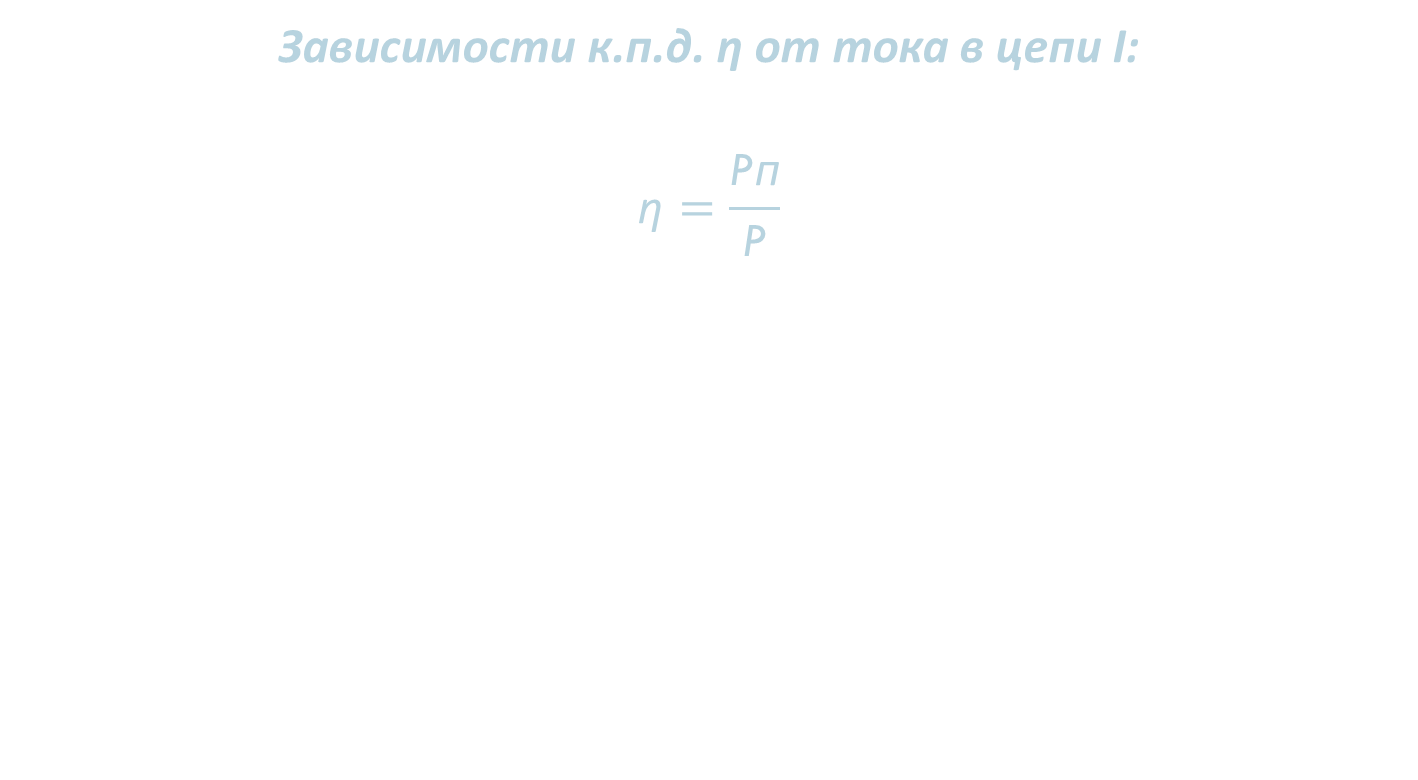 Зависимости к.п.д. η от тока в цепи I:
η = Pп / P